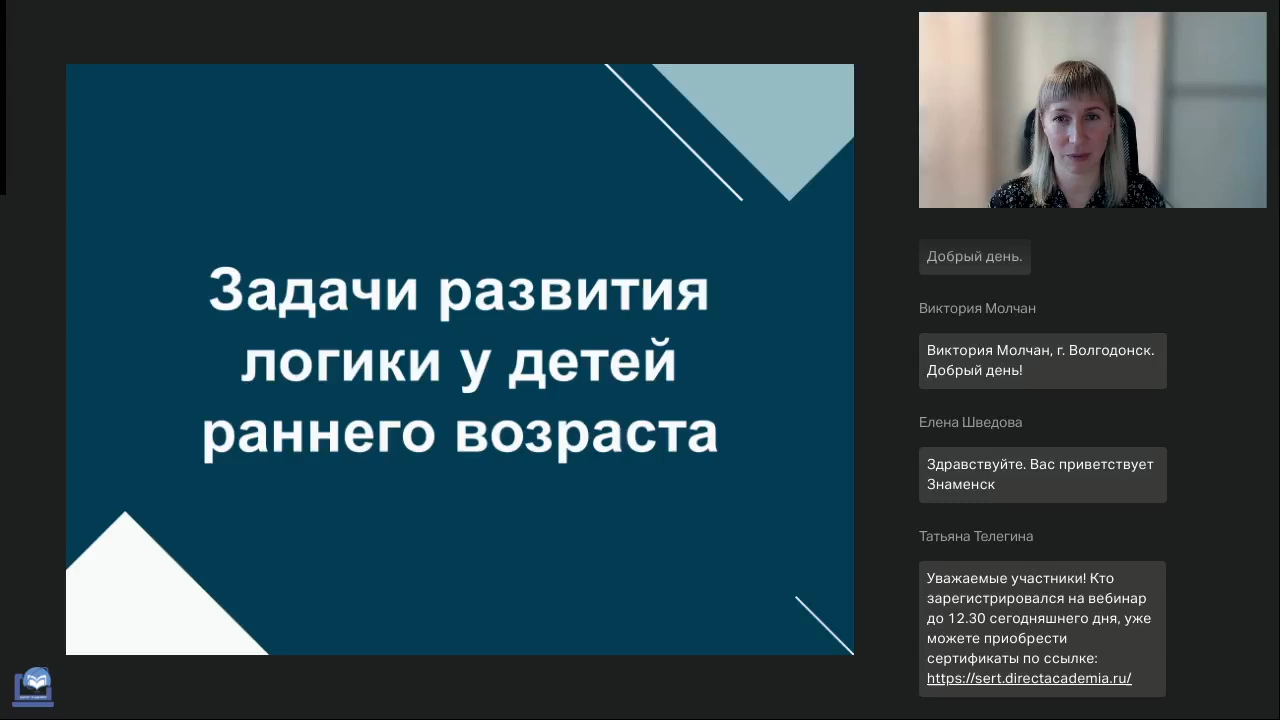 Задачи развития
логики у детей
раннего возраста
Добрый день.
Виктория Молчан
Виктория Молчан, г. Волгодонск.
Добрый день!
Елена Шведова
Здравствуйте. Вас приветствует
Знаменск
Татьяна Телегина
Уважаемые участники! Кто
зарегистрировался на вебинар
до 12.30 сегодняшнего дня, уже
можете приобрести
сертификаты по ссылке:
https://sert.directacademia.ru/